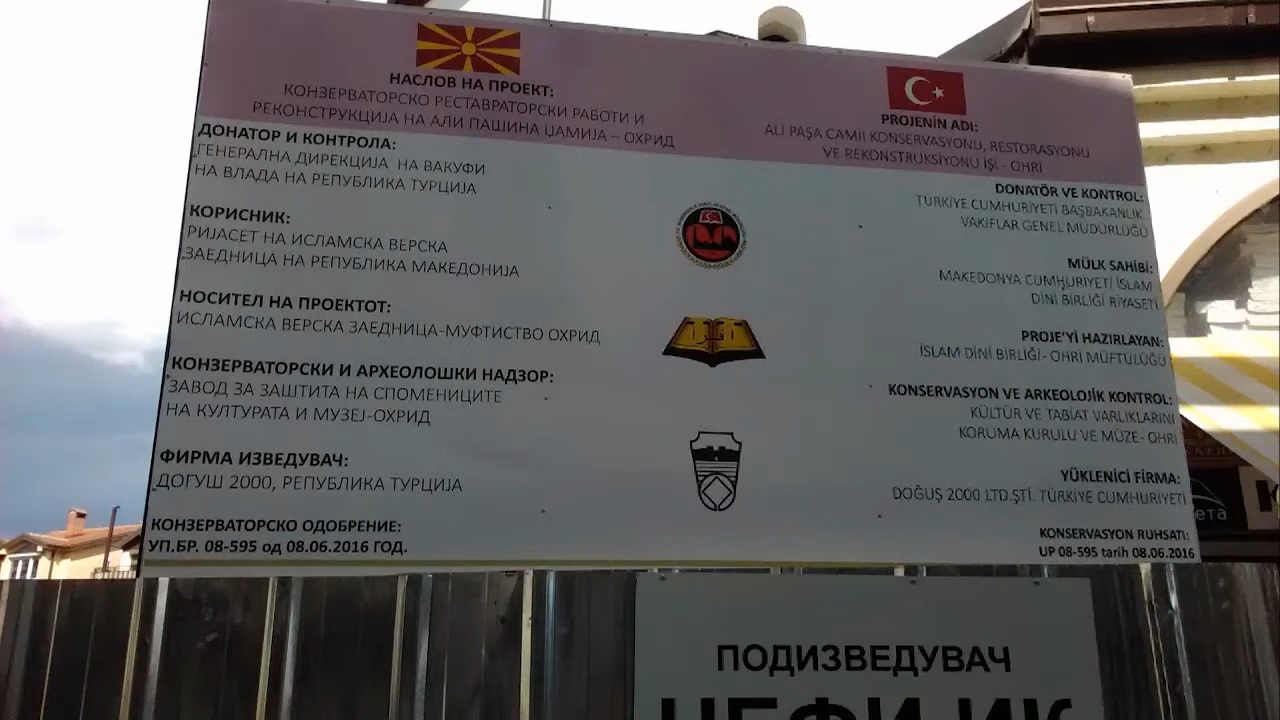 НАСЛОВ НА ПРОЕКТ:
КОНЗЕРВАТОРСКО РЕСТАВРАТОРСКИ РАБОТИ И
РЕКОНСТРУКЦИЈА НА АЛИ ПАШИНА ЏАМИЈА – ОХРИД
ДОНАТОР И КОНТРОЛА:
ГЕНЕРАЛНА ДИРЕКЦИЈА НА ВАКУФИ
НА ВЛАДА НА РЕПУБЛИКА ТУРЦИЈА
КОРИСНИК:
РИЈАСЕТ НА ИСЛАМСКА ВЕРСКА
ЗАЕДНИЦА НА РЕПУБЛИКА МАКЕДОНИЈА
НОСИТЕЛ НА ПРОЕКТОТ:
ИСЛАМСКА ВЕРСКА ЗАЕДНИЦА-МУФТИСТВО ОХРИД
КОНЗЕРВАТОРСКИ И АРХЕОЛОШКИ НАДЗОР:
ЗАВОД ЗА ЗАШТИТА НА СПОМЕНИЦИТЕ
НА КУЛТУРАТА И МУЗЕЈ-ОХРИД
ФИРМА ИЗВЕДУВАЧ:
ДОГУШ 2000, РЕПУБЛИКА ТУРЦИЈА
КОНЗЕРВАТОРСКО ОДОБРЕНИЕ:
УП.БР. 08-595 од 08.06.2016 ГОД.
PROJENİN ADI:
ALİ PAŞA CAMİİ KONSERVASYONU, RESTORASYONU
VE REKONSTRUKSİYONU İŞİ - OHRİ
DONATÖR VE KONTROL:
TÜRKİYE CUMHURİYETİ BAŞBAKANLIK
VAKIFLAR GENEL MÜDÜRLÜĞÜ
MÜLK SAHİBİ:
MAKEDONYA CUMHURİYETİ İSLAM
DİNİ BİRLİĞİ RİYASETİ
PROJE'Yİ HAZIRLAYAN:
İSLAM DİNİ BİRLİĞİ- OHRİ MÜFTÜLÜĞÜ
KONSERVASYON VE ARKEOLOJİK KONTROL:
KÜLTÜR VE TABİAT VARLIKLARINI
KORUMA KURULU VE MÜZE- OHRİ
YÜKLENİCİ FİRMA:
DOĞUŞ 2000 LTD.ŞTİ. TÜRKİYE CUMHURİYETİ
KONSERVASYON RUHSATI:
UP 08-595 tarih 08.06.2016
ПОДИЗВЕДУВАЧ